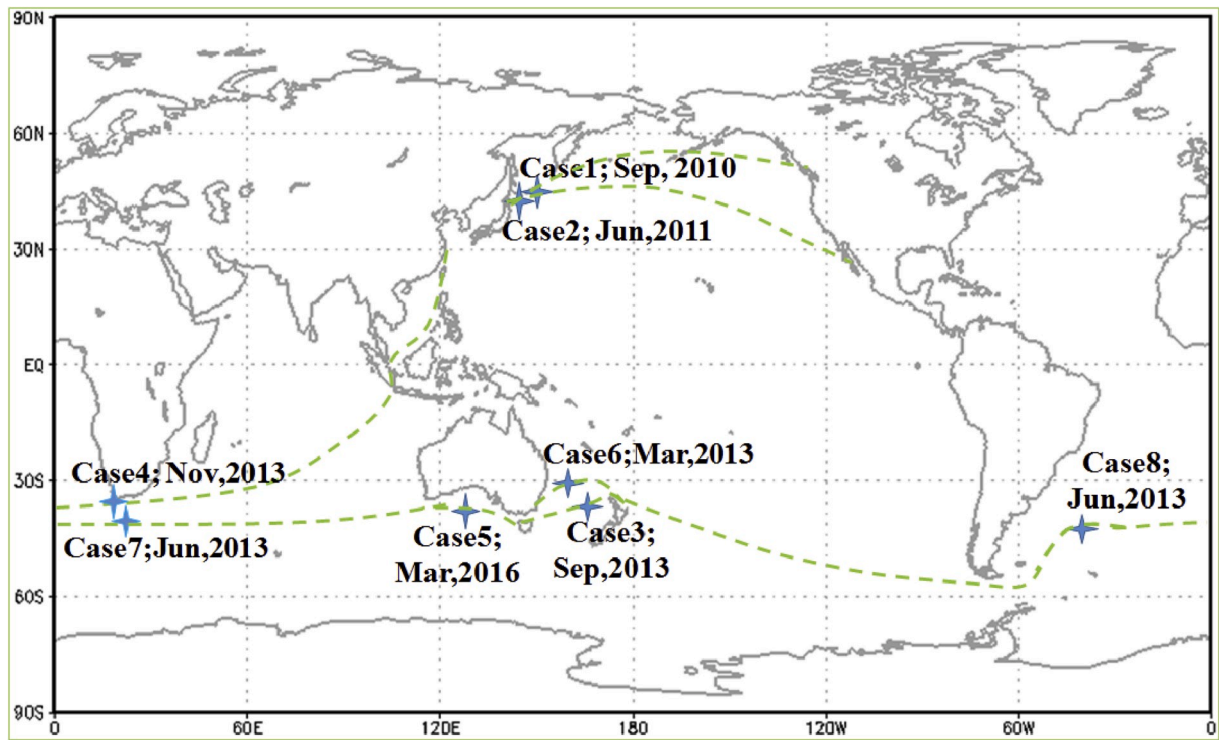 90N
60N
30N
EQ
30S
60S
90S
Case1; Sep, 2010
Case2; Jun,2011
Case4; Nov,2013
Case6;Mar,2013
Case8;
Jun,2013
Case7;Jun,2013
Case5;
Mar,2016
Case3;
Sep,2013
0 60E 120E 180 120W 60W 0